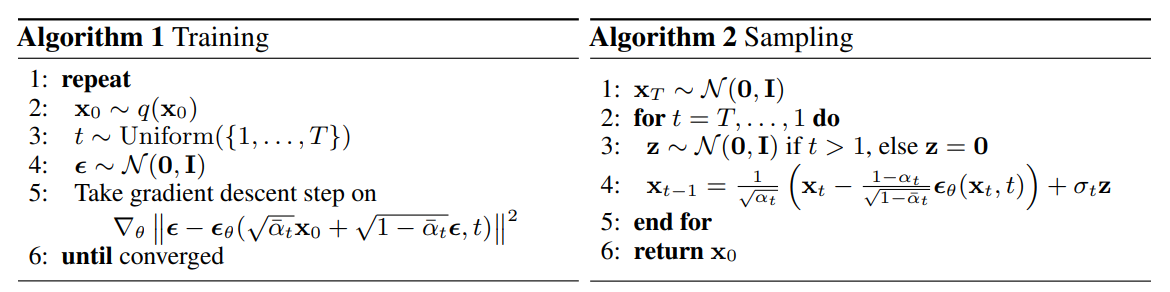 Algorithm 1 Training
1: repeat
2: x₀ ∼ q(x₀)
3: t ∼ Uniform({1, . . . , T})
4: ϵ ∼ 𝒩(0, I)
5: Take gradient descent step on
∇_θ ‖ϵ − ϵ_θ(√ᾱ_t x₀ + √(1 − ᾱ_t) ϵ, t)‖²
6: until converged
Algorithm 2 Sampling
1: x_T ∼ 𝒩(0, I)
2: for t = T, . . . , 1 do
3: z ∼ 𝒩(0, I) if t > 1, else z = 0
4: x_{t−1} = 1/√α_t (x_t − (1−α_t)/√(1−ᾱ_t) ϵ_θ(x_t, t)) + σ_t z
5: end for
6: return x₀